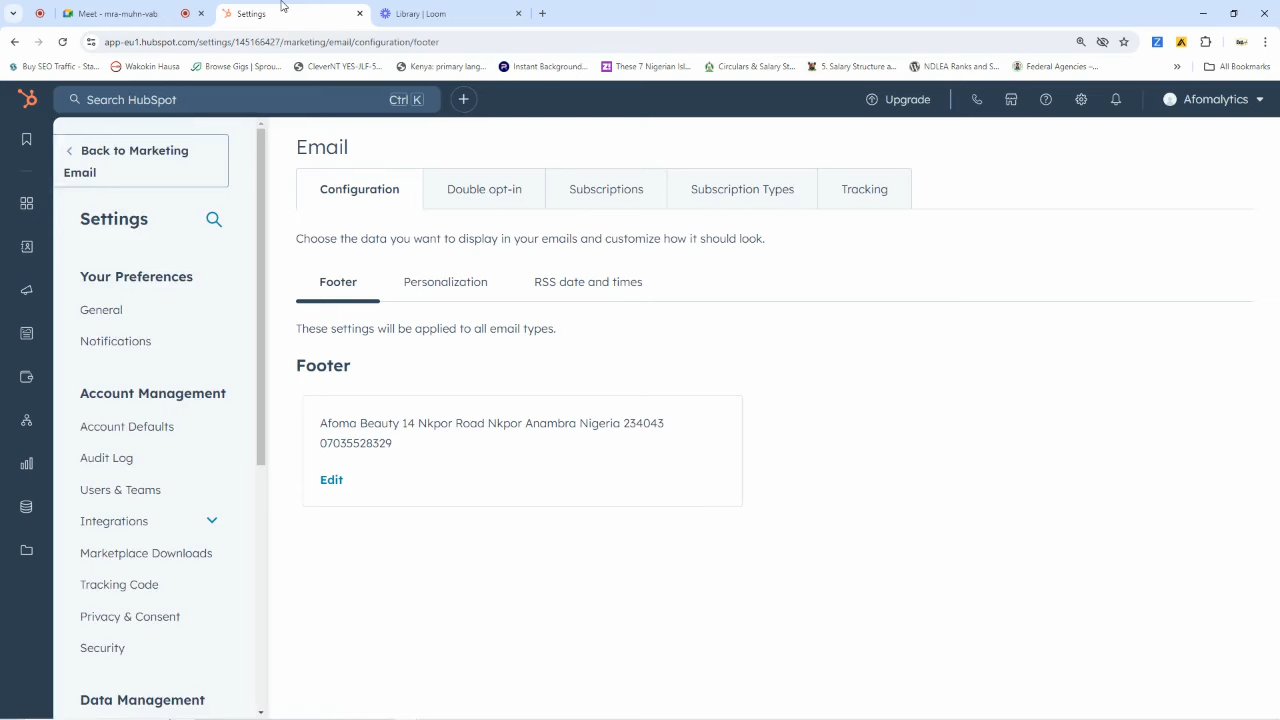 Meet - mra-muhn-vab
Settings
Library | Loom
app-eu1.hubspot.com/settings/145166427/marketing/email/configuration/footer
Buy SEO Traffic - Sta...
Wakokin Hausa
Browse Gigs | Sprou...
CleverNT YES-JLF-5...
Kenya: primary lang...
Instant Background...
These 7 Nigerian Isl...
Circulars & Salary St...
5. Salary Structure a...
NDLEA Ranks and S...
Federal Agencies –...
»
All Bookmarks
Search HubSpot
Ctrl K
Upgrade
Afomalytics
Back to Marketing
Email
Settings
Your Preferences
General
Notifications
Account Management
Account Defaults
Audit Log
Users & Teams
Integrations
Marketplace Downloads
Tracking Code
Privacy & Consent
Security
Data Management
Email
Configuration
Double opt-in
Subscriptions
Subscription Types
Tracking
Choose the data you want to display in your emails and customize how it should look.
Footer
Personalization
RSS date and times
These settings will be applied to all email types.
Footer
Afoma Beauty 14 Nkpor Road Nkpor Anambra Nigeria 234043
07035528329
Edit